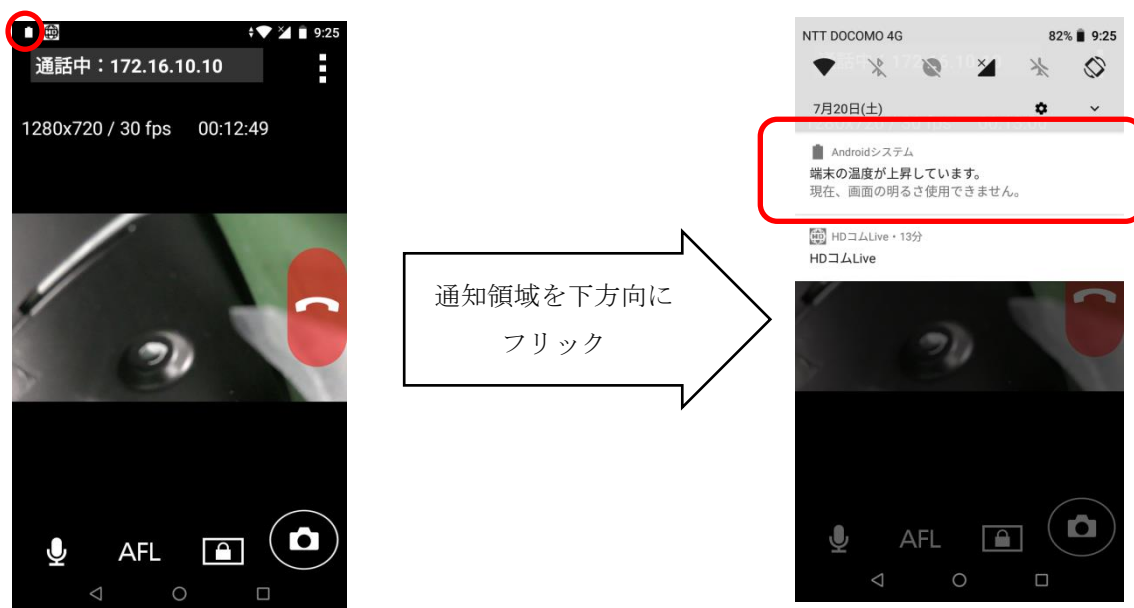 9:25
通話中：172.16.10.10
1280x720 / 30 fps 00:12:49
AFL
通知領域を下方向に
フリック
NTT DOCOMO 4G 82% 9:25
7月20日(土)
Androidシステム
端末の温度が上昇しています。
現在、画面の明るさ使用できません。
HD HDコムLive・13分
HDコムLive
AFL